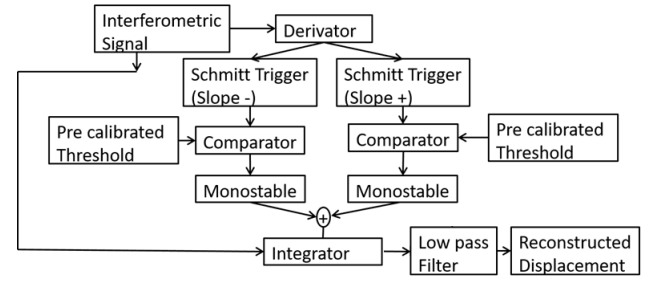 Interferometric
Signal
Derivator
Schmitt Trigger
(Slope -)
Schmitt Trigger
(Slope +)
Pre calibrated
Threshold
Comparator
Comparator
Pre calibrated
Threshold
Monostable
Monostable
+
Integrator
Low pass
Filter
Reconstructed
Displacement